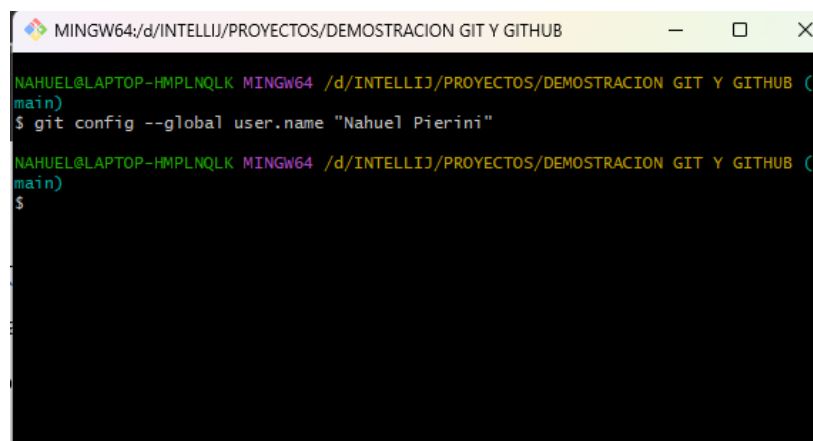 MINGW64:/d/INTELLIJ/PROYECTOS/DEMOSTRACION GIT Y GITHUB
NAHUEL@LAPTOP-HMPLNQLK MINGW64 /d/INTELLIJ/PROYECTOS/DEMOSTRACION GIT Y GITHUB (
main)
$ git config --global user.name "Nahuel Pierini"
NAHUEL@LAPTOP-HMPLNQLK MINGW64 /d/INTELLIJ/PROYECTOS/DEMOSTRACION GIT Y GITHUB (
main)
$